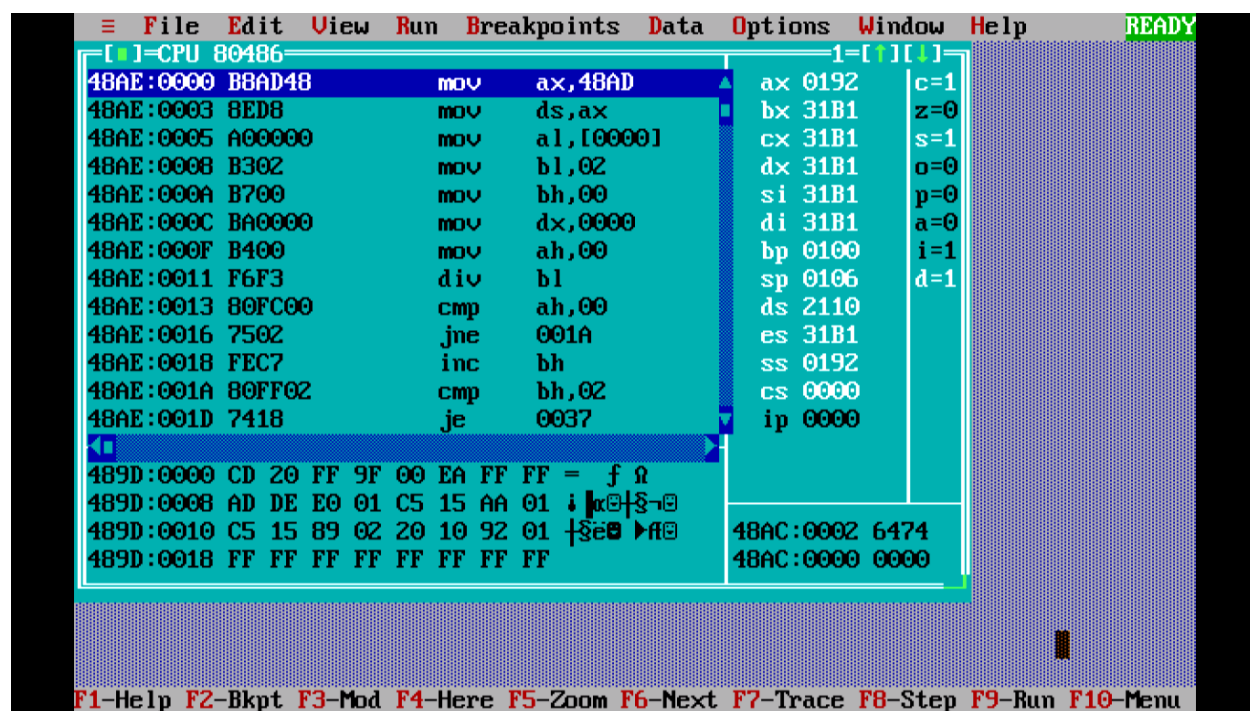 ≡ File Edit View Run Breakpoints Data Options Window Help READY
[■]=CPU 80486 1=[↑][↓]
48AE:0000 B8AD48 mov ax,48AD ax 0192 c=1
48AE:0003 8ED8 mov ds,ax bx 31B1 z=0
48AE:0005 A00000 mov al,[0000] cx 31B1 s=1
48AE:0008 B302 mov bl,02 dx 31B1 o=0
48AE:000A B700 mov bh,00 si 31B1 p=0
48AE:000C BA0000 mov dx,0000 di 31B1 a=0
48AE:000F B400 mov ah,00 bp 0100 i=1
48AE:0011 F6F3 div bl sp 0106 d=1
48AE:0013 80FC00 cmp ah,00 ds 2110
48AE:0016 7502 jne 001A es 31B1
48AE:0018 FEC7 inc bh ss 0192
48AE:001A 80FF02 cmp bh,02 cs 0000
48AE:001D 7418 je 0037 ip 0000
489D:0000 CD 20 FF 9F 00 EA FF FF = ƒ Ω
489D:0008 AD DE E0 01 C5 15 AA 01 ¡▐α☺┼§¬☺
489D:0010 C5 15 89 02 20 10 92 01 ┼§ë☻ ►Æ☺ 48AC:0002 6474
489D:0018 FF FF FF FF FF FF FF FF 48AC:0000 0000
F1-Help F2-Bkpt F3-Mod F4-Here F5-Zoom F6-Next F7-Trace F8-Step F9-Run F10-Menu